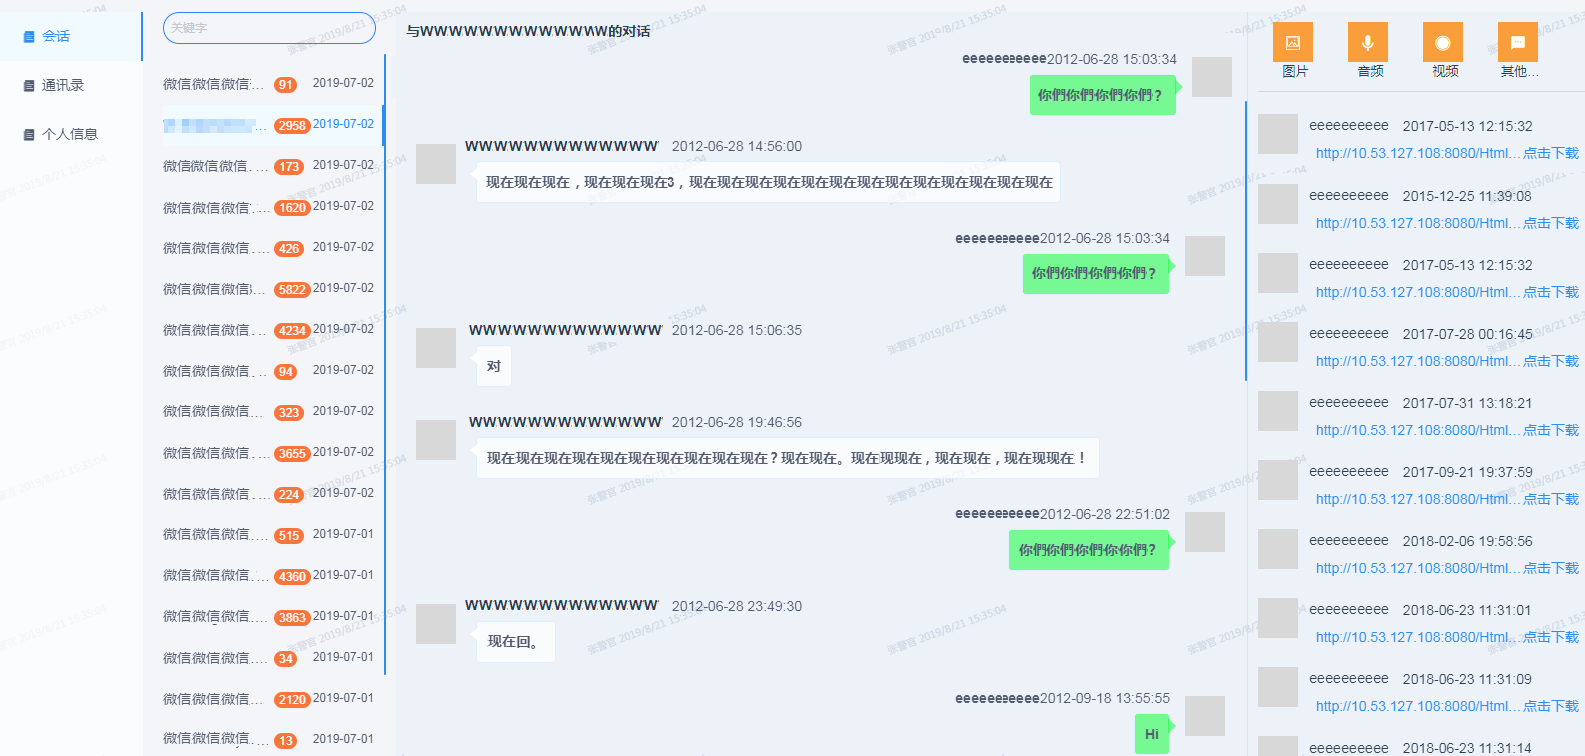 会话
通讯录
个人信息
关键字
微信微信微信... 91 2019-07-02
... 2958 2019-07-02
微信微信微信... 173 2019-07-02
微信微信微信... 1620 2019-07-02
微信微信微信... 426 2019-07-02
微信微信微信... 5822 2019-07-02
微信微信微信... 4234 2019-07-02
微信微信微信... 94 2019-07-02
微信微信微信... 323 2019-07-02
微信微信微信... 3655 2019-07-02
微信微信微信... 224 2019-07-02
微信微信微信... 515 2019-07-01
微信微信微信... 4360 2019-07-01
微信微信微信... 3863 2019-07-01
微信微信微信... 34 2019-07-01
微信微信微信... 2120 2019-07-01
微信微信微信... 13 2019-07-01
与WWWWWWWWWWWWW的对话
eeeeeeeeeee2012-06-28 15:03:34
你們你們你們你們？
WWWWWWWWWWWWW 2012-06-28 14:56:00
现在现在现在，现在现在现在3，现在现在现在现在现在现在现在现在现在现在现在现在现在
eeeeeeeeeee2012-06-28 15:03:34
你們你們你們你們？
WWWWWWWWWWWWW 2012-06-28 15:06:35
对
WWWWWWWWWWWWW 2012-06-28 19:46:56
现在现在现在现在现在现在现在现在现在现在？现在现在。现在现现在，现在现在，现在现现在！
eeeeeeeeeee2012-06-28 22:51:02
你們你們你們你你們？
WWWWWWWWWWWWW 2012-06-28 23:49:30
现在回。
eeeeeeeeeee2012-09-18 13:55:55
Hi
图片 音频 视频 其他...
eeeeeeeeee 2017-05-13 12:15:32
http://10.53.127.108:8080/Html...点击下载
eeeeeeeeee 2015-12-25 11:39:08
http://10.53.127.108:8080/Html...点击下载
eeeeeeeeee 2017-05-13 12:15:32
http://10.53.127.108:8080/Html...点击下载
eeeeeeeeee 2017-07-28 00:16:45
http://10.53.127.108:8080/Html...点击下载
eeeeeeeeee 2017-07-31 13:18:21
http://10.53.127.108:8080/Html...点击下载
eeeeeeeeee 2017-09-21 19:37:59
http://10.53.127.108:8080/Html...点击下载
eeeeeeeeee 2018-02-06 19:58:56
http://10.53.127.108:8080/Html...点击下载
eeeeeeeeee 2018-06-23 11:31:01
http://10.53.127.108:8080/Html...点击下载
eeeeeeeeee 2018-06-23 11:31:09
http://10.53.127.108:8080/Html...点击下载
eeeeeeeeee 2018-06-23 11:31:14
张警官 2019/8/21 15:35:04